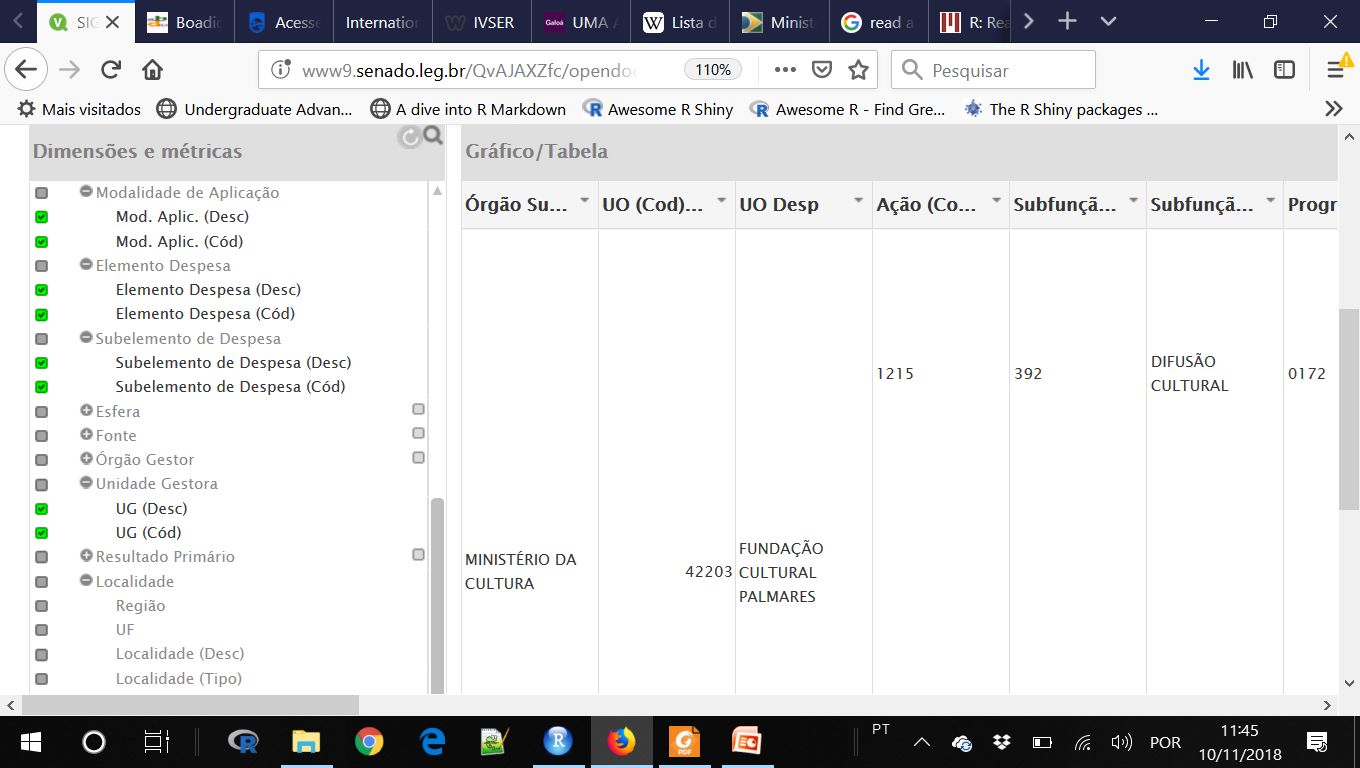 SIG
Boadic
Acesse
Internation
IVSER
Galoá
UMA A
Lista d
Minist
read a
R: Rea
www9.senado.leg.br/QvAJAXZfc/opendoc
110%
Pesquisar
Mais visitados
Undergraduate Advan...
A dive into R Markdown
Awesome R Shiny
Awesome R - Find Gre...
The R Shiny packages ...
Dimensões e métricas
Modalidade de Aplicação
Mod. Aplic. (Desc)
Mod. Aplic. (Cód)
Elemento Despesa
Elemento Despesa (Desc)
Elemento Despesa (Cód)
Subelemento de Despesa
Subelemento de Despesa (Desc)
Subelemento de Despesa (Cód)
Esfera
Fonte
Órgão Gestor
Unidade Gestora
UG (Desc)
UG (Cód)
Resultado Primário
Localidade
Região
UF
Localidade (Desc)
Localidade (Tipo)
Gráfico/Tabela
Órgão Su...
UO (Cod)...
UO Desp
Ação (Co...
Subfunçã...
Subfunçã...
Progr
1215
392
DIFUSÃO
CULTURAL
0172
MINISTÉRIO DA
CULTURA
42203
FUNDAÇÃO
CULTURAL
PALMARES
PT
POR
11:45
10/11/2018